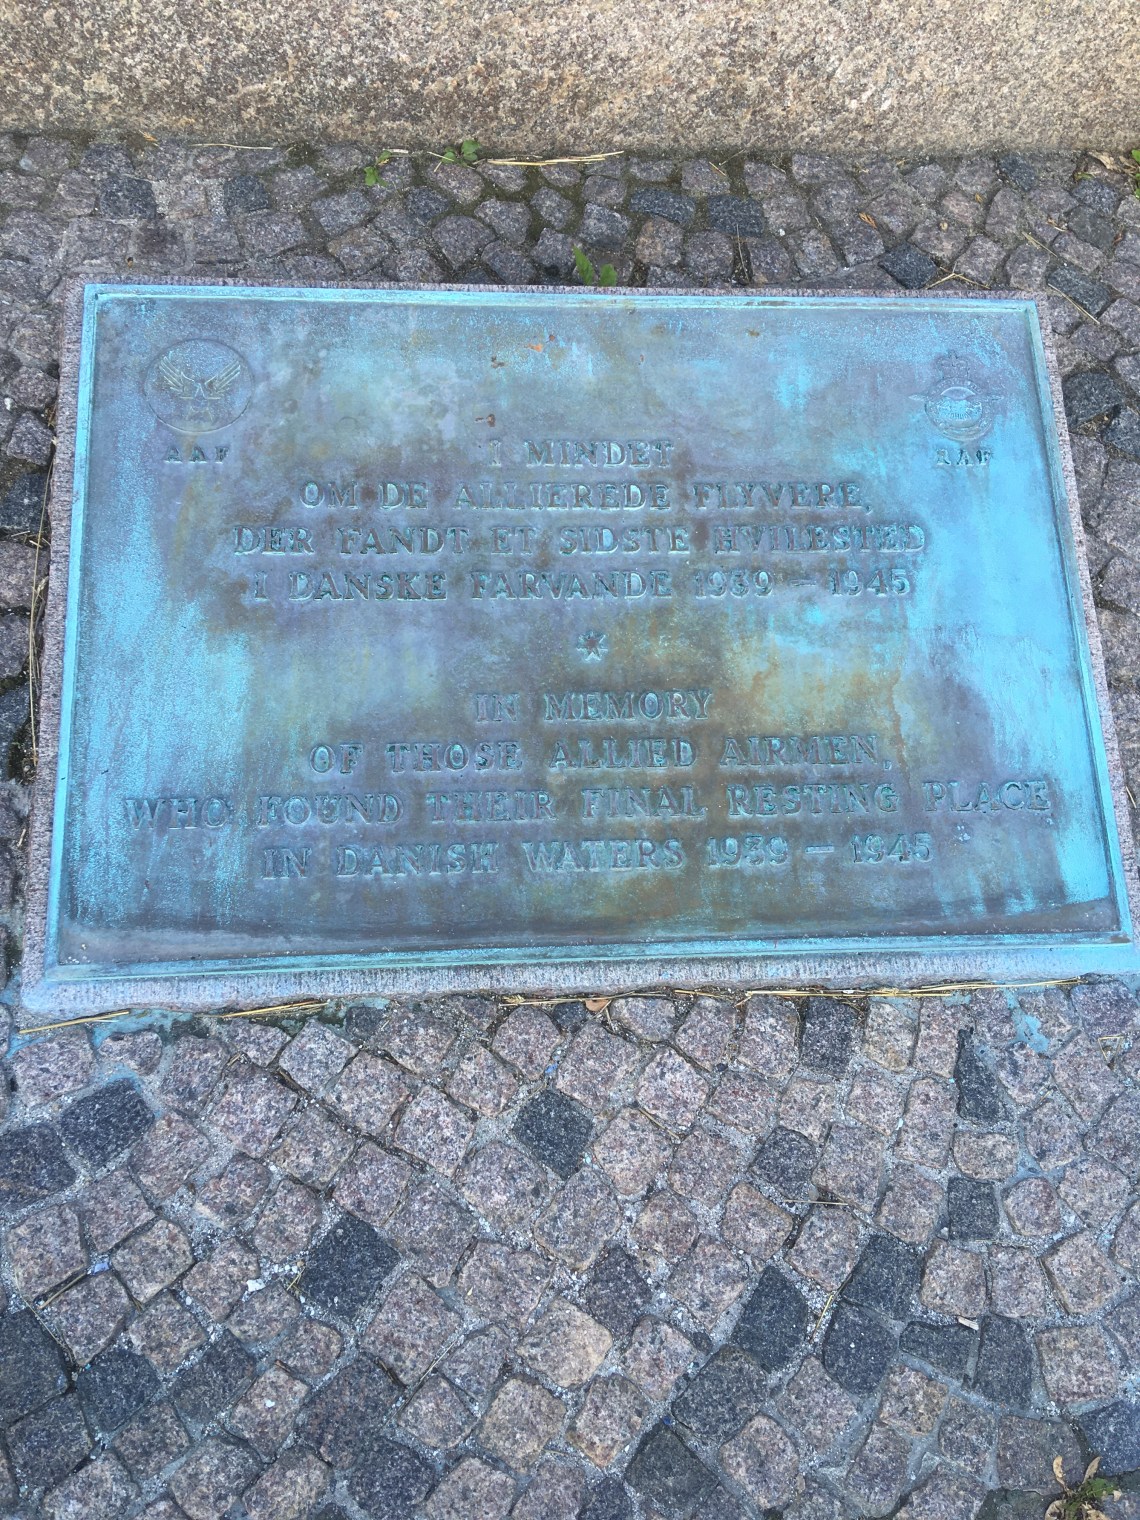 AAF
AAF
I MINDET
OM DE ALLIEREDE FLYVERE,
DER FANDT ET SIDSTE HVILESTED
I DANSKE FARVANDE 1939 – 1945
IN MEMORY
OF THOSE ALLIED AIRMEN,
WHO FOUND THEIR FINAL RESTING PLACE
IN DANISH WATERS 1939 – 1945